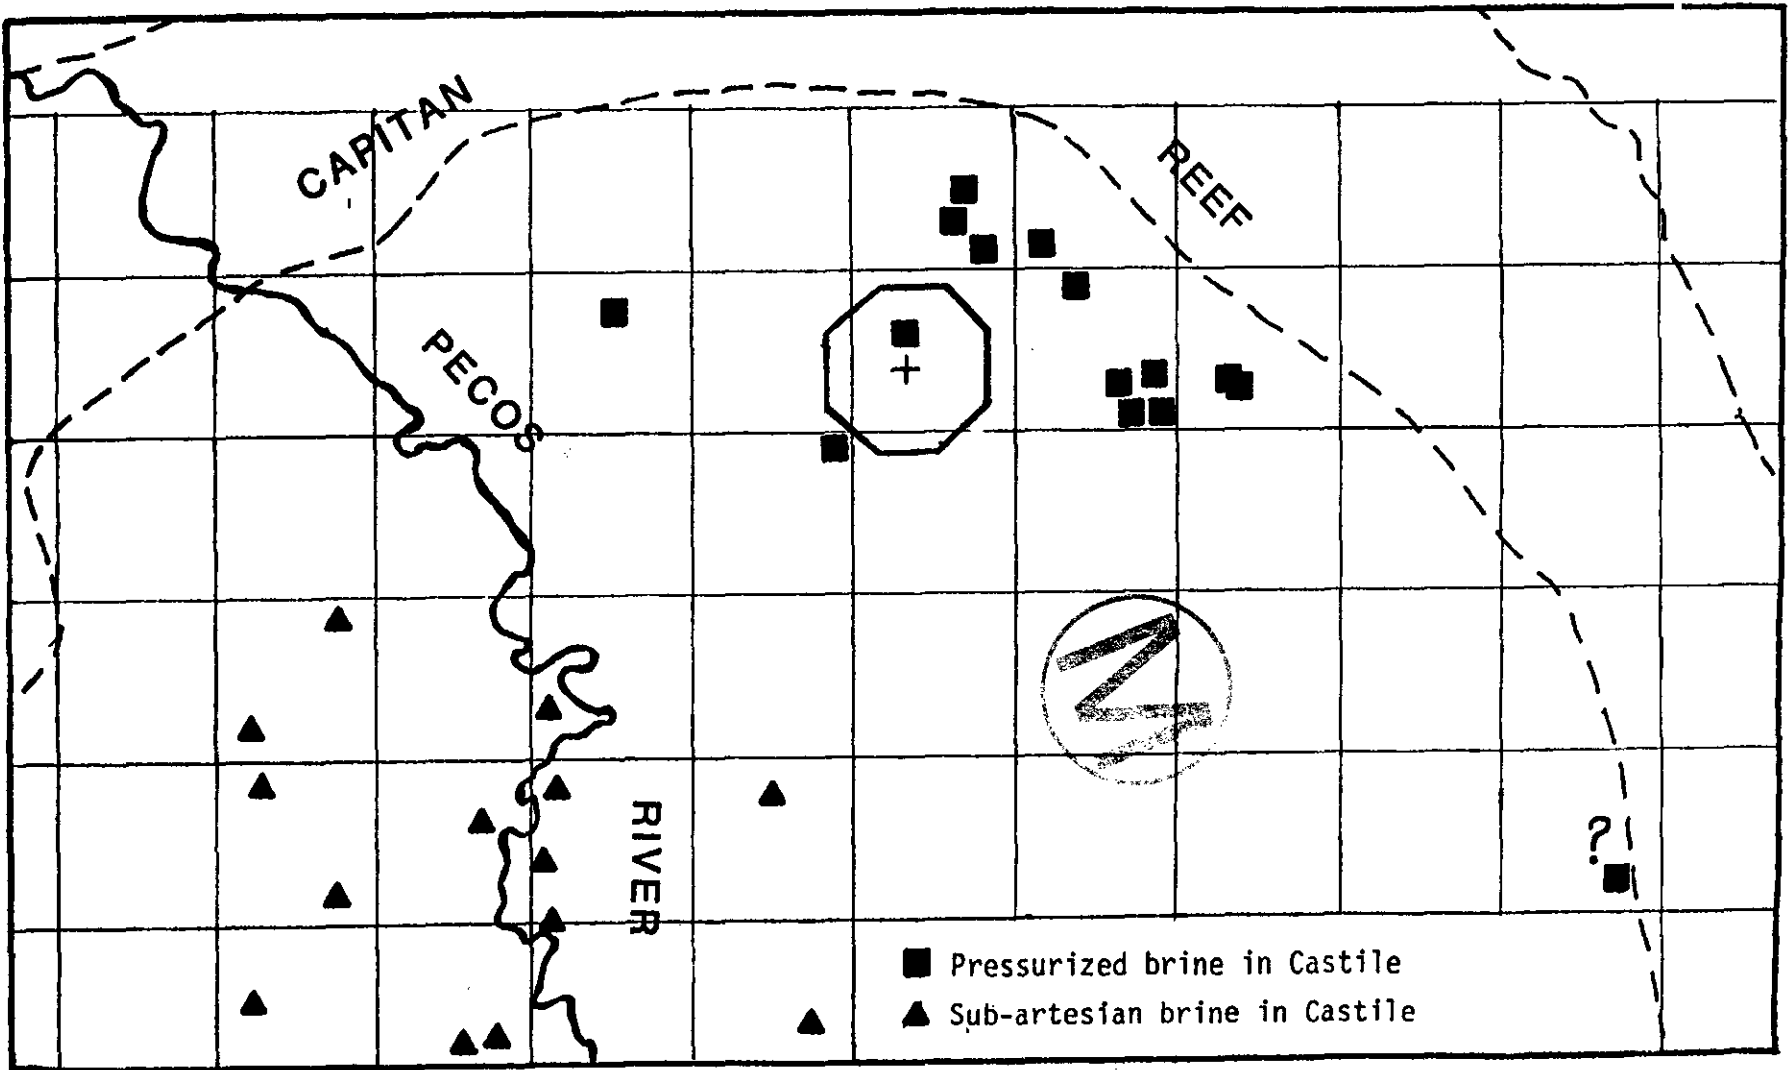 CAPITAN
REEF
PECOS
RIVER
?
Pressurized brine in Castile
Sub-artesian brine in Castile